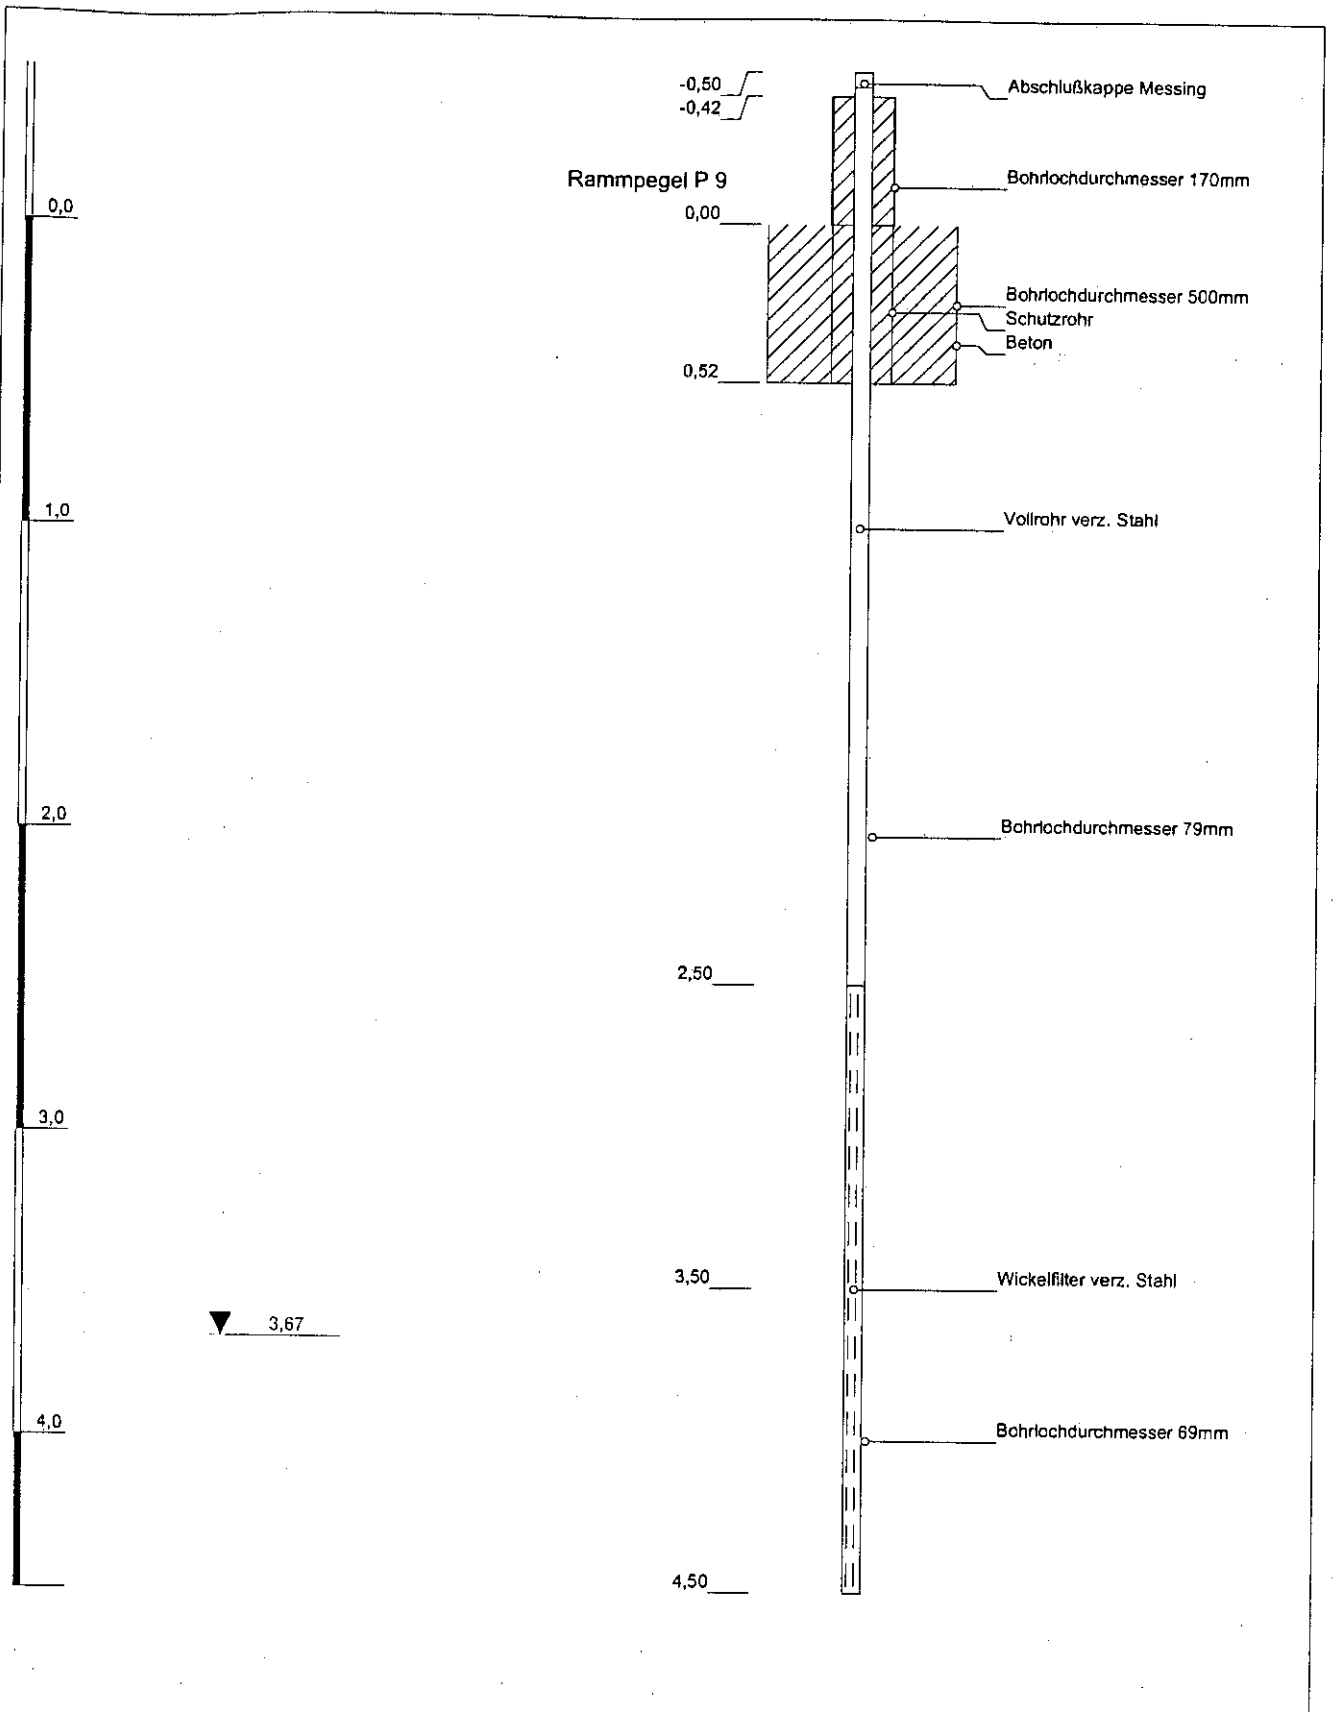 -0,50
Abschlußkappe Messing
-0,42
Rammpegel P 9
Bohrlochdurchmesser 170mm
0,0
0,00
Bohrlochdurchmesser 500mm
Schutzrohr
Beton
0,52
1,0
Vollrohr verz. Stahl
2,0
Bohrlochdurchmesser 79mm
2,50
3,0
3,50
Wickelfilter verz. Stahl
3,67
4,0
Bohrlochdurchmesser 69mm
4,50